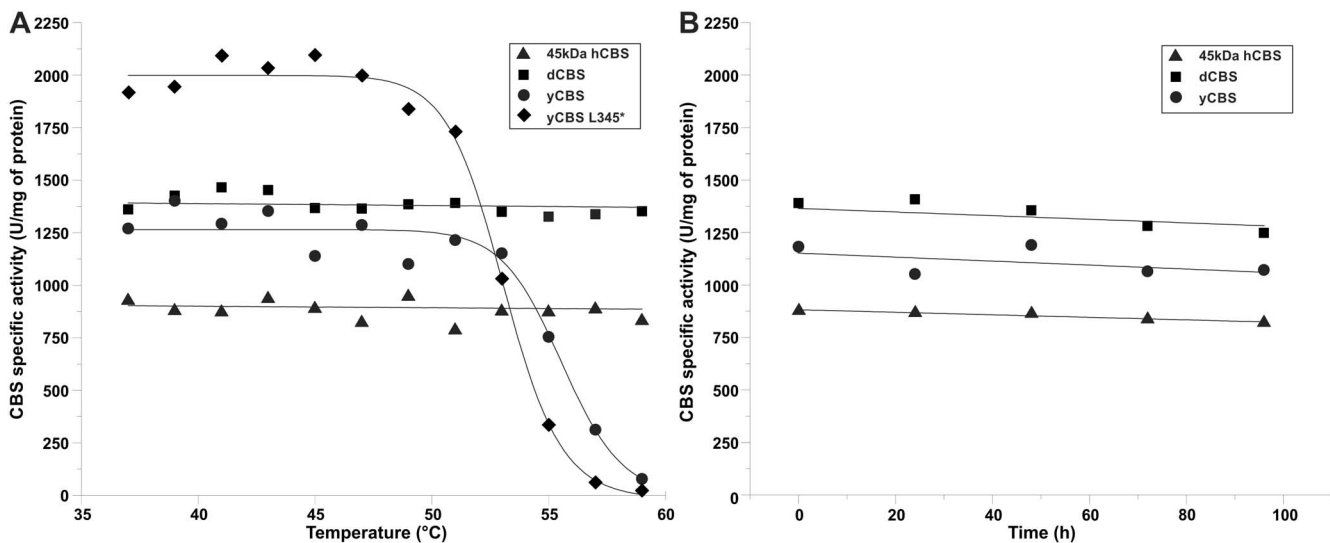 A
CBS specific activity (U/mg of protein)
2250
2000
1750
1500
1250
1000
750
500
250
0
35
40
45
50
55
60
Temperature (°C)
45kDa hCBS
dCBS
yCBS
yCBS L345*
B
CBS specific activity (U/mg of protein)
2250
2000
1750
1500
1250
1000
750
500
250
0
0
20
40
60
80
100
Time (h)
45kDa hCBS
dCBS
yCBS